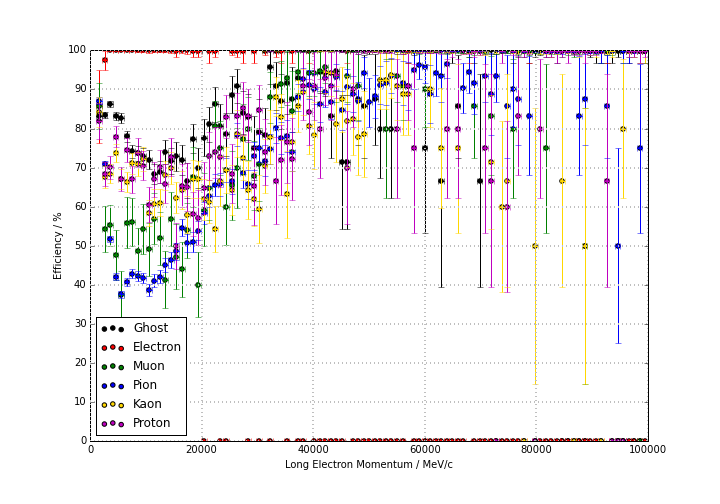 100
90
80
70
60
50
40
30
20
10
0
Efficiency / %
Ghost
Electron
Muon
Pion
Kaon
Proton
0 20000 40000 60000 80000 100000
Long Electron Momentum / MeV/c